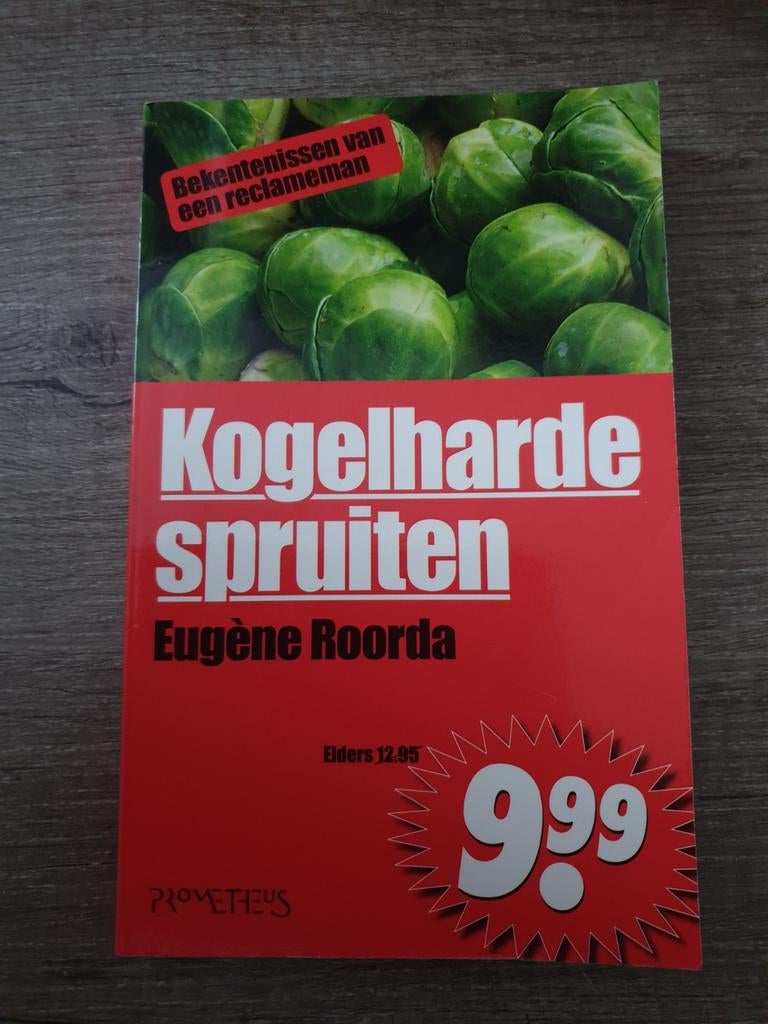 Bekentenissen van
een reclameman
Kogelharde
spruiten
Eugène Roorda
Elders 12.95
9.99
PROMETHEUS